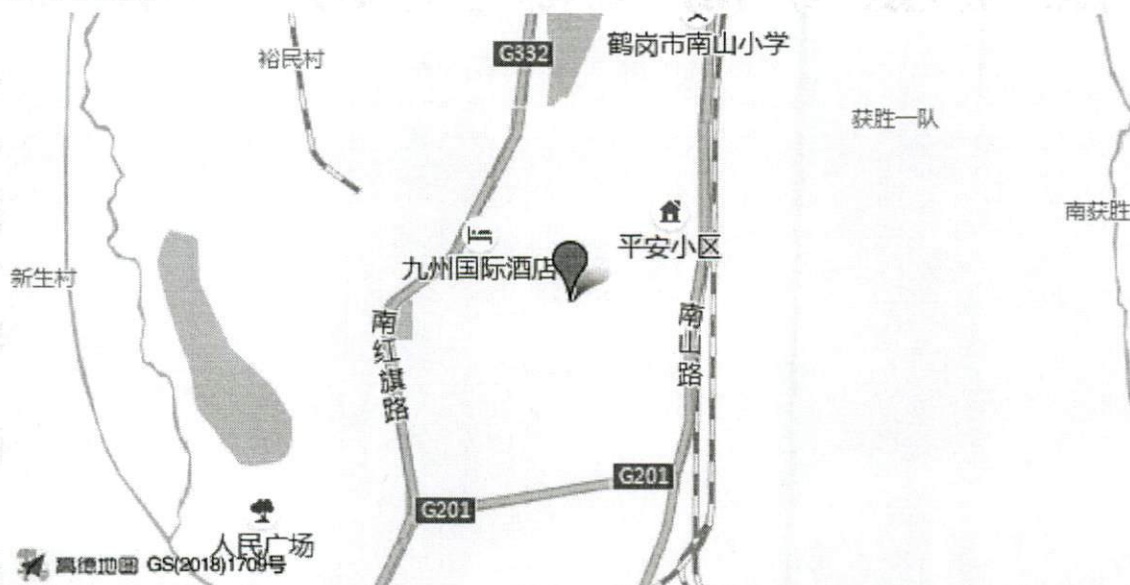 G332
鹤岗市南山小学
裕民村
获胜一队
南获胜
平安小区
九州国际酒店
新生村
南红旗路
南山路
G201
G201
人民广场
高德地图 GS(2018)1709号